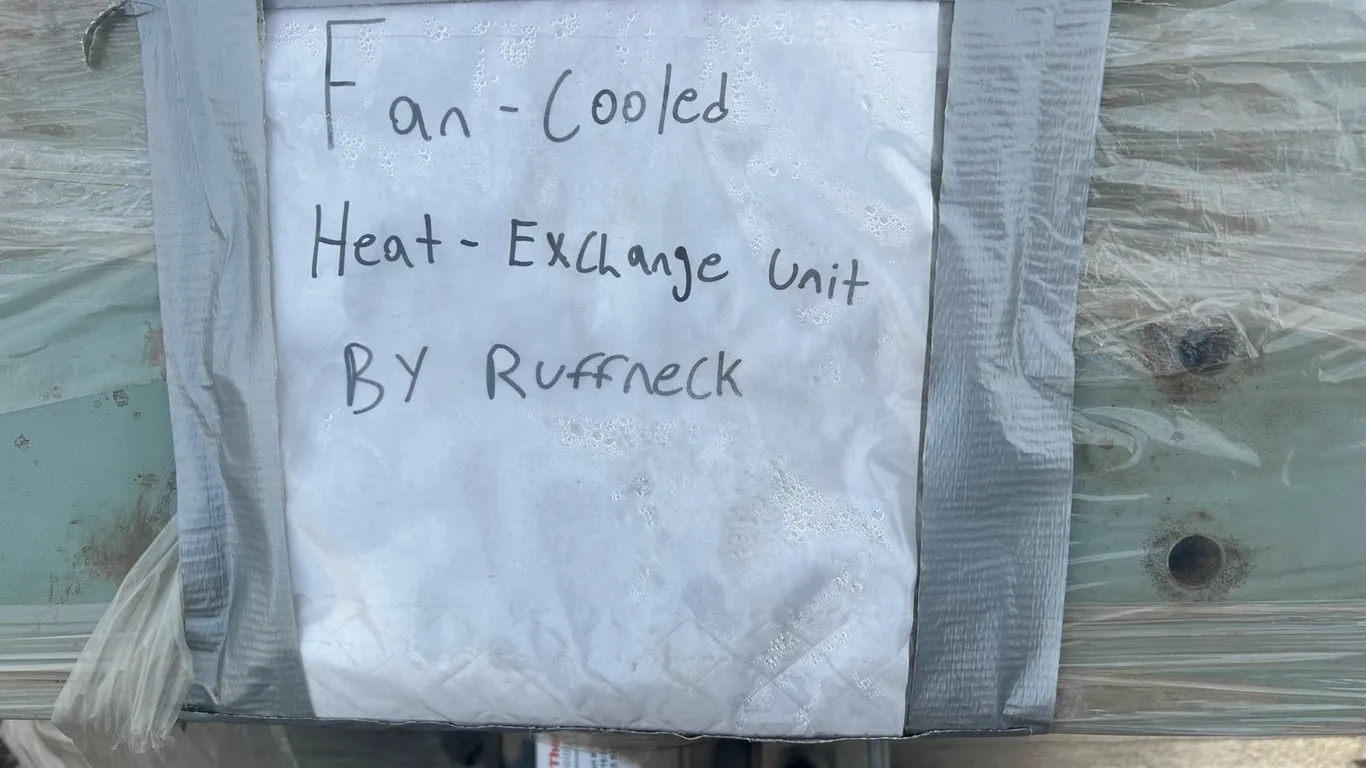 Fan-Cooled
Heat-Exchange Unit
By Ruffneck